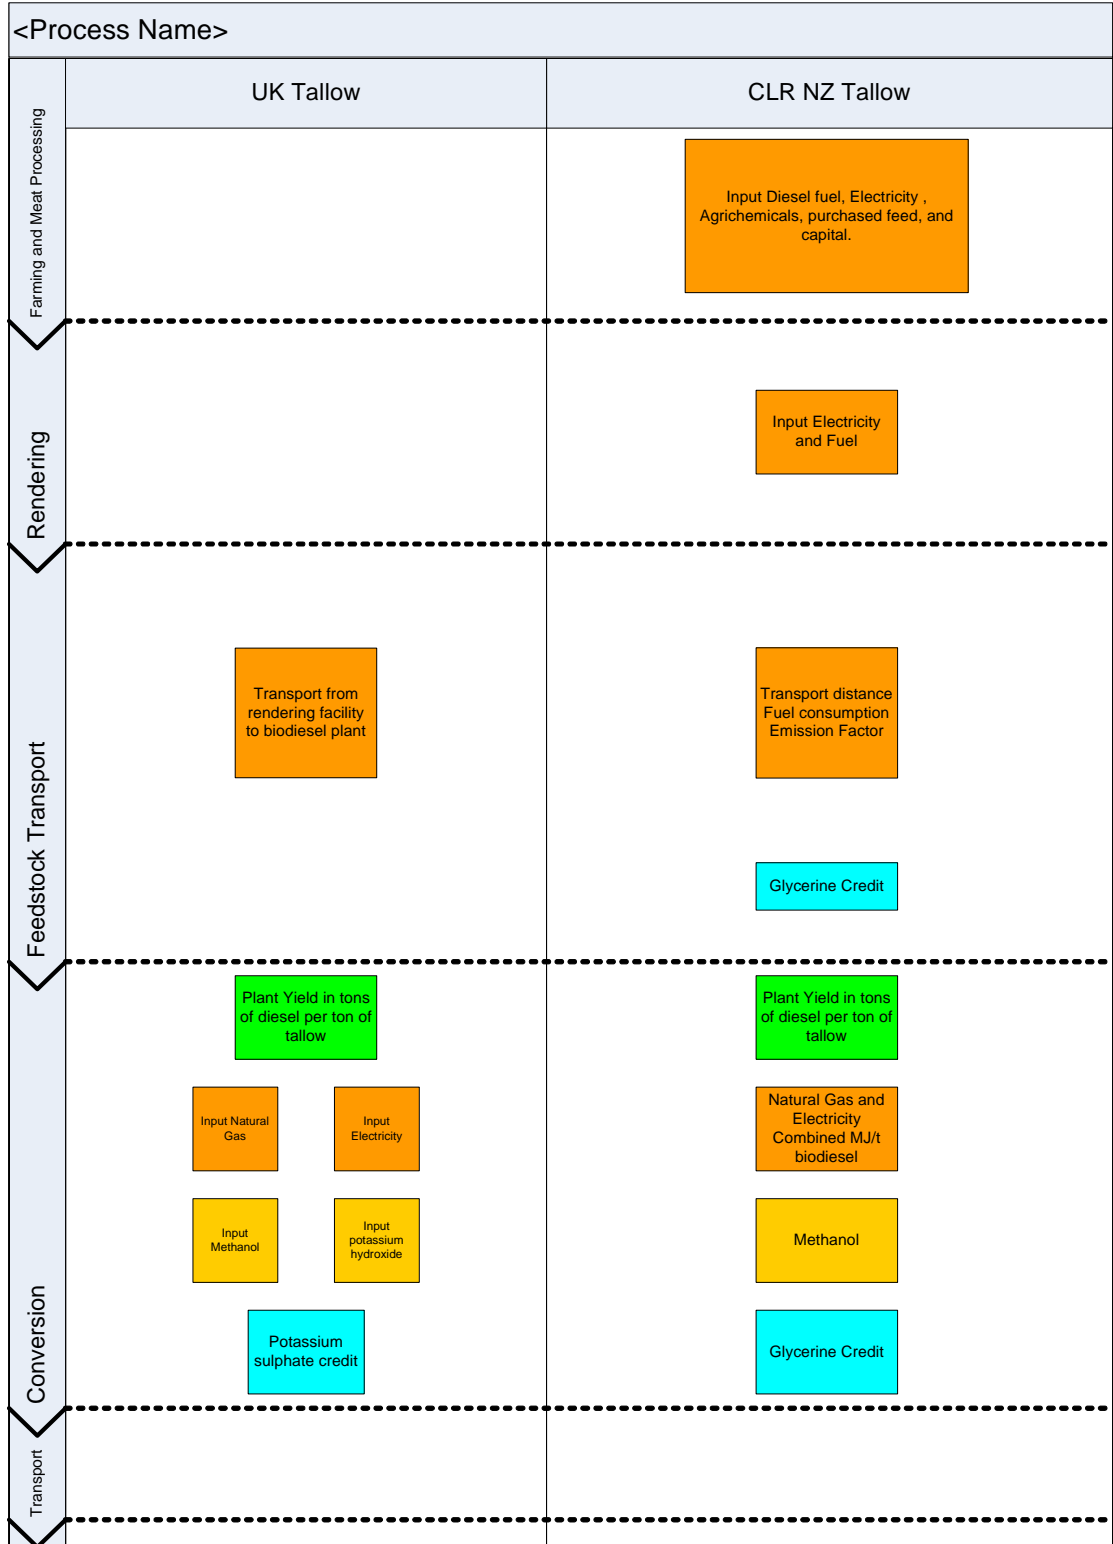 <Process Name>
UK Tallow
CLR NZ Tallow
Farming and Meat Processing
Input Diesel fuel, Electricity ,
Agrichemicals, purchased feed, and
capital.
Rendering
Input Electricity
and Fuel
Feedstock Transport
Transport from
rendering facility
to biodiesel plant
Transport distance
Fuel consumption
Emission Factor
Glycerine Credit
Conversion
Plant Yield in tons
of diesel per ton of
tallow
Plant Yield in tons
of diesel per ton of
tallow
Input Natural
Gas
Input
Electricity
Natural Gas and
Electricity
Combined MJ/t
biodiesel
Input
Methanol
Input
potassium
hydroxide
Methanol
Potassium
sulphate credit
Glycerine Credit
Transport